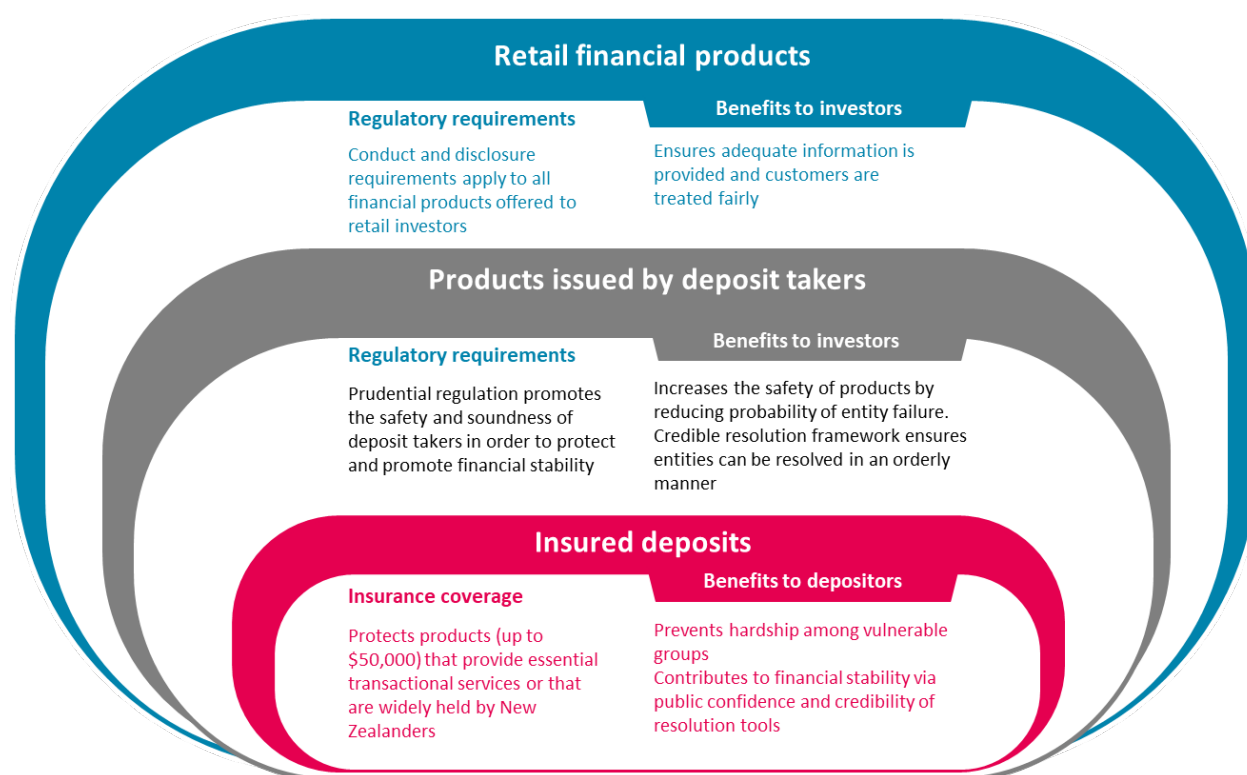 Retail financial products
Regulatory requirements
Conduct and disclosure
requirements apply to all
financial products offered to
retail investors
Benefits to investors
Ensures adequate information is
provided and customers are
treated fairly
Products issued by deposit takers
Regulatory requirements
Prudential regulation promotes
the safety and soundness of
deposit takers in order to protect
and promote financial stability
Benefits to investors
Increases the safety of products by
reducing probability of entity failure.
Credible resolution framework ensures
entities can be resolved in an orderly
manner
Insured deposits
Insurance coverage
Protects products (up to
$50,000) that provide essential
transactional services or that
are widely held by New
Zealanders
Benefits to depositors
Prevents hardship among vulnerable
groups
Contributes to financial stability via
public confidence and credibility of
resolution tools